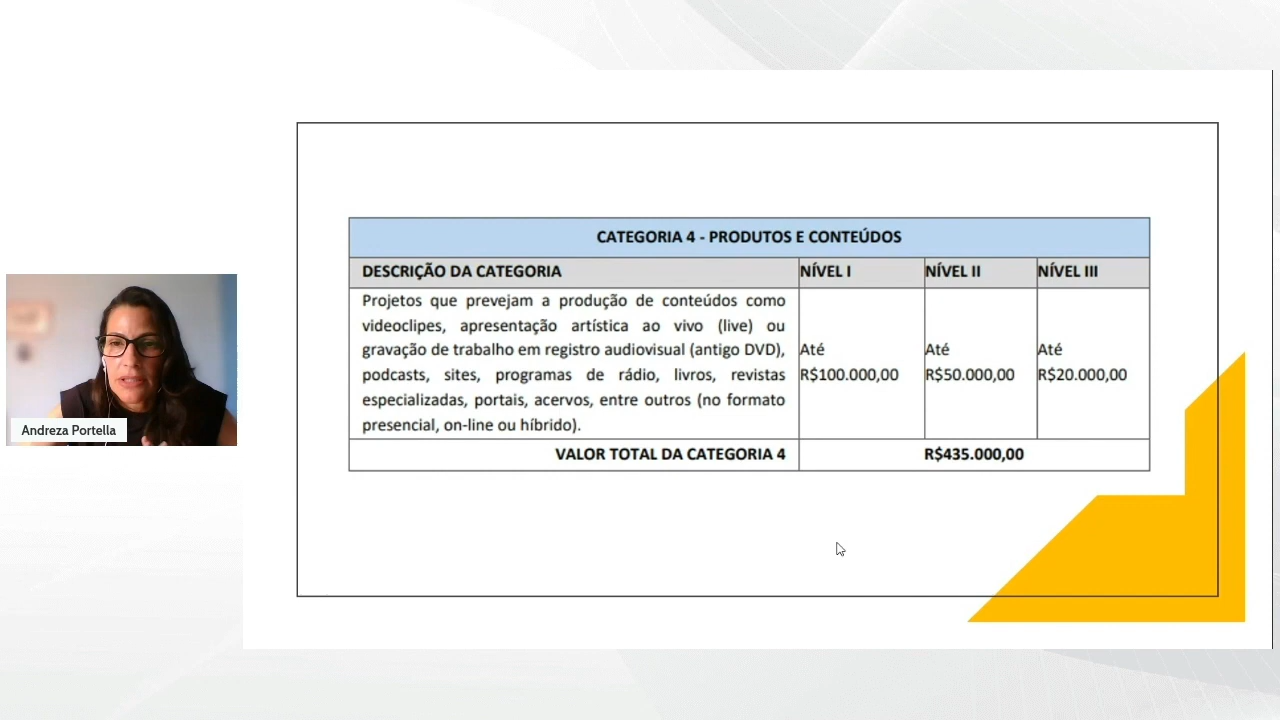 CATEGORIA 4 - PRODUTOS E CONTEÚDOS
DESCRIÇÃO DA CATEGORIA NÍVEL I NÍVEL II NÍVEL III
Projetos que prevejam a produção de conteúdos como
videoclipes, apresentação artística ao vivo (live) ou
gravação de trabalho em registro audiovisual (antigo DVD),
podcasts, sites, programas de rádio, livros, revistas
especializadas, portais, acervos, entre outros (no formato
presencial, on-line ou híbrido).
Até
R$100.000,00
Até
R$50.000,00
Até
R$20.000,00
VALOR TOTAL DA CATEGORIA 4 R$435.000,00
Andreza Portella